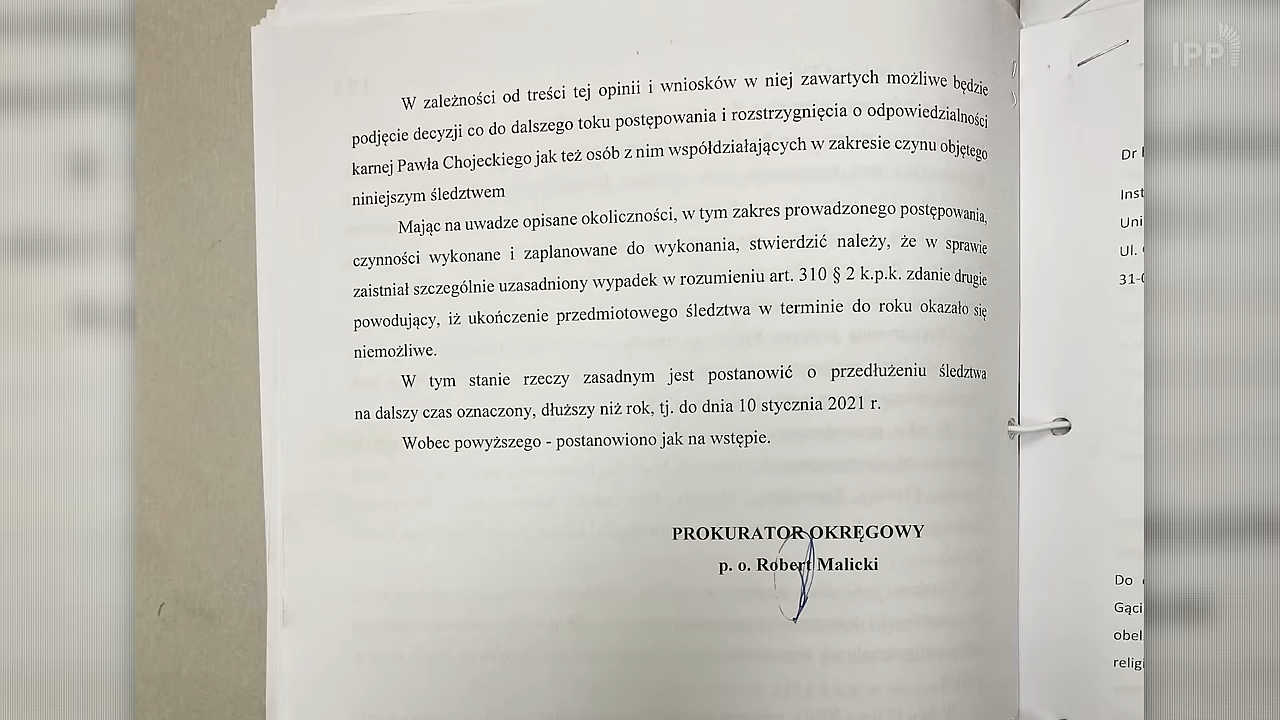 IPP
W zależności od treści tej opinii i wniosków w niej zawartych możliwe będzie
podjęcie decyzji co do dalszego toku postępowania i rozstrzygnięcia o odpowiedzialności
karnej Pawła Chojeckiego jak też osób z nim współdziałających w zakresie czynu objętego
niniejszym śledztwem
Mając na uwadze opisane okoliczności, w tym zakres prowadzonego postępowania,
czynności wykonane i zaplanowane do wykonania, stwierdzić należy, że w sprawie
zaistniał szczególnie uzasadniony wypadek w rozumieniu art. 310 § 2 k.p.k. zdanie drugie
powodujący, iż ukończenie przedmiotowego śledztwa w terminie do roku okazało się
niemożliwe.
W tym stanie rzeczy zasadnym jest postanowić o przedłużeniu śledztwa
na dalszy czas oznaczony, dłuższy niż rok, tj. do dnia 10 stycznia 2021 r.
Wobec powyższego - postanowiono jak na wstępie.
PROKURATOR OKRĘGOWY
p. o. Robert Malicki
Dr
Inst
Uni
Ul.
31-0
Do
Gąci
obel
religi